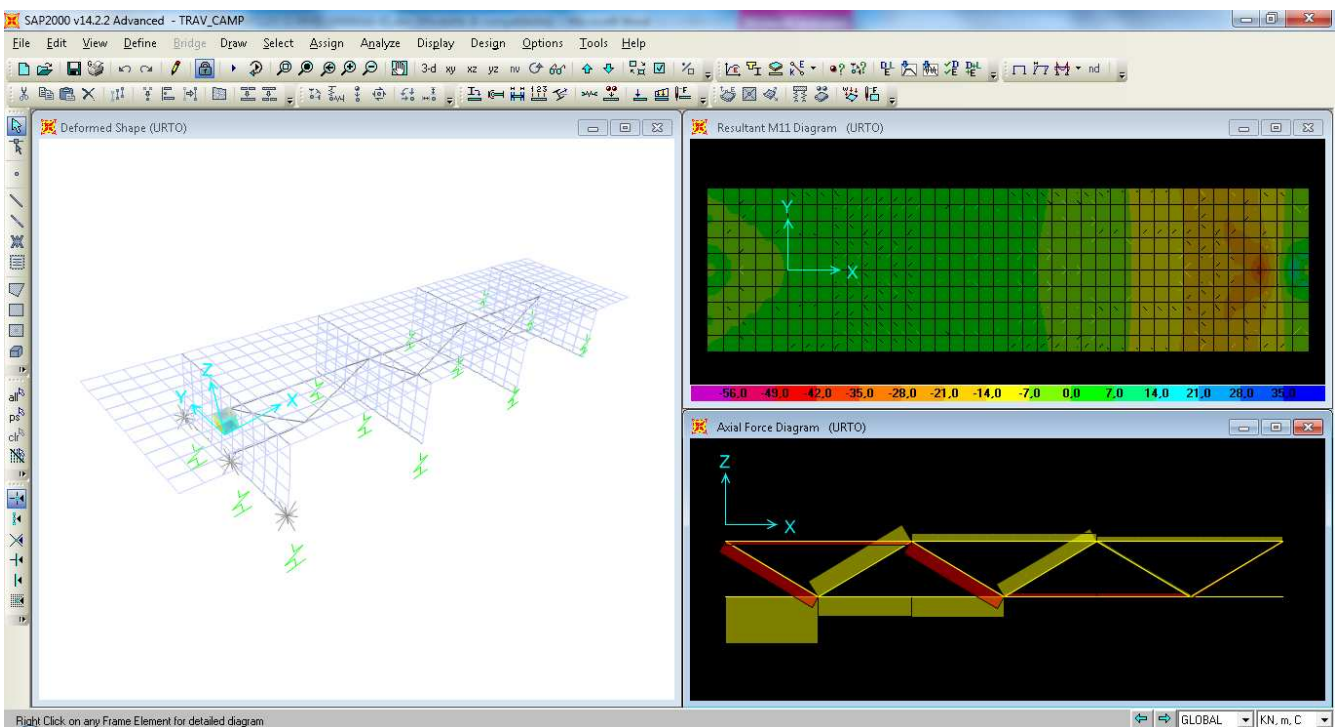 SAP2000 v14.2.2 Advanced - TRAV_CAMP
File Edit View Define Bridge Draw Select Assign Analyze Display Design Options Tools Help
3-d xy xz yz nv
nd
Deformed Shape (URTO)
Z
Y
X
Resultant M11 Diagram (URTO)
Y
X
-56,0 -49,0 -42,0 -35,0 -28,0 -21,0 -14,0 -7,0 0,0 7,0 14,0 21,0 28,0 35,0
Axial Force Diagram (URTO)
Z
X
all
ps
clr
Right Click on any Frame Element for detailed diagram
GLOBAL KN, m, C